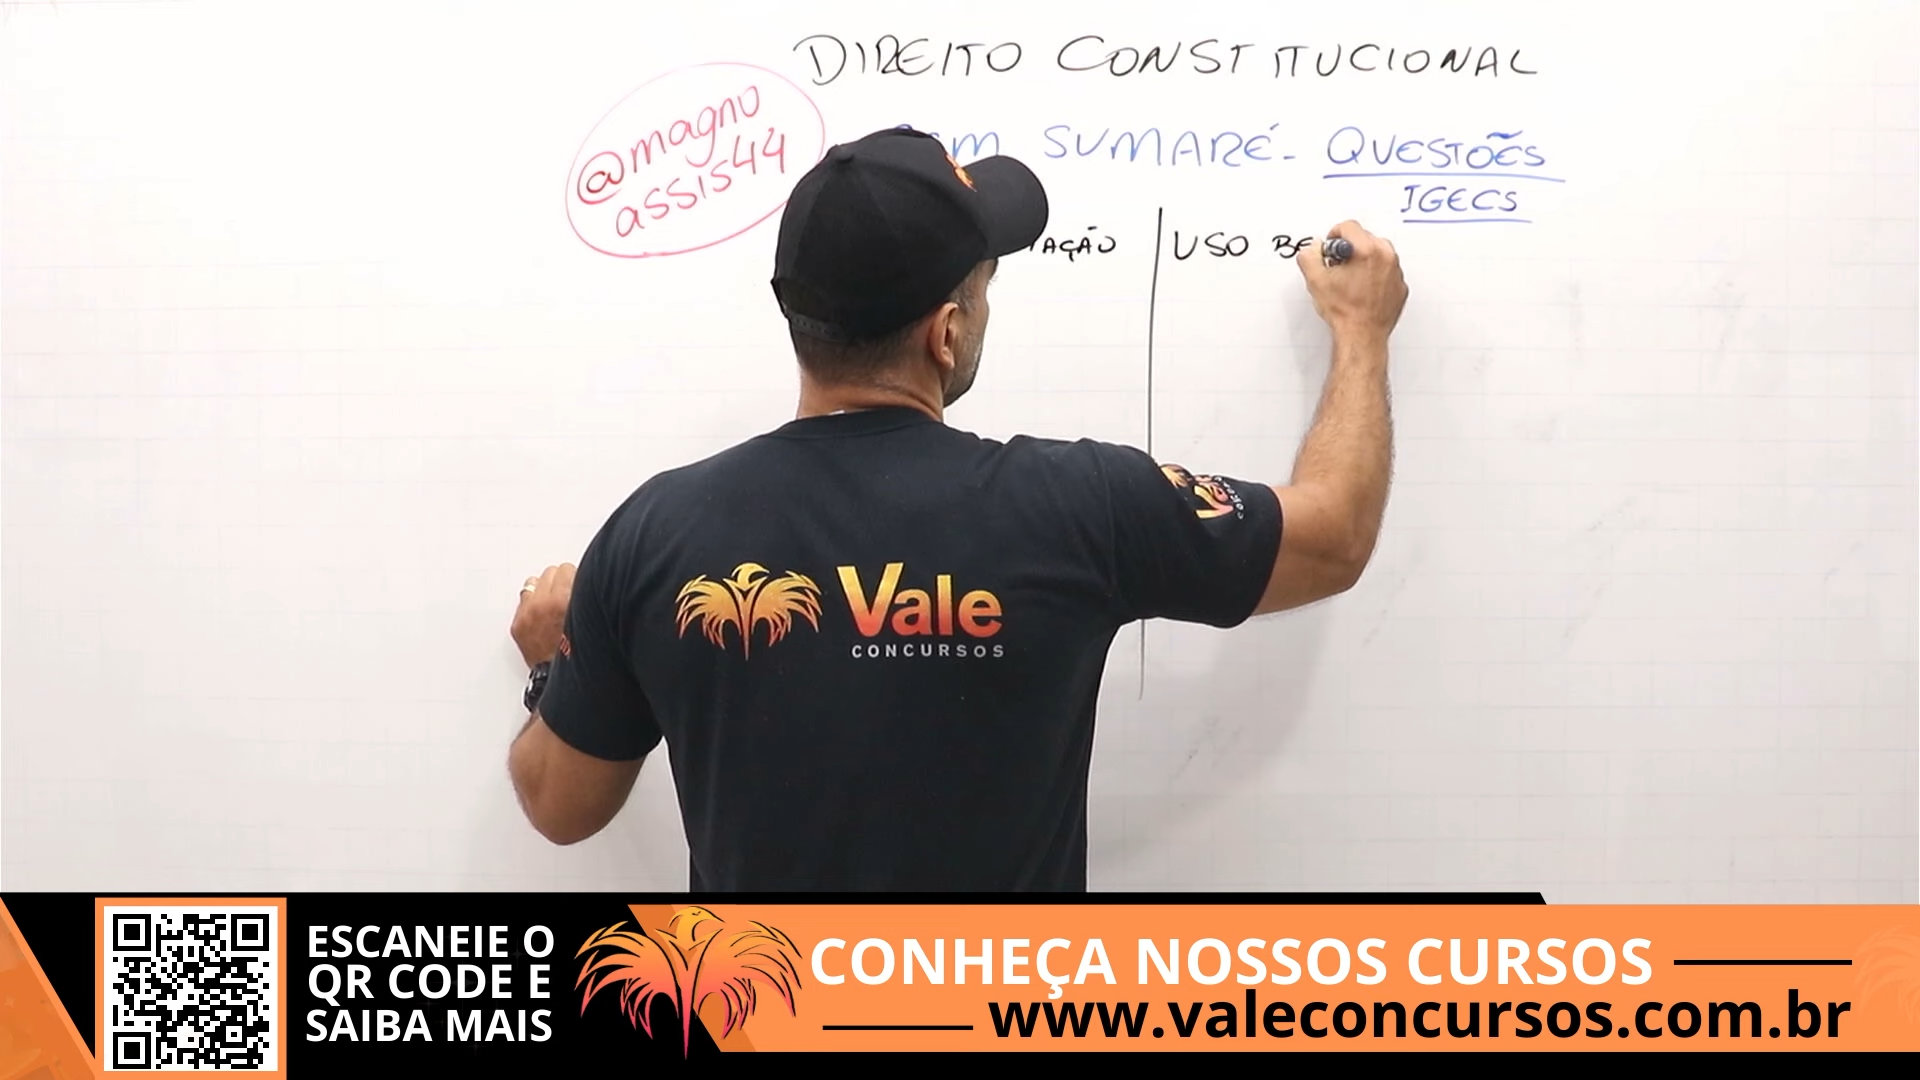 DIREITO CONSTITUCIONAL
@magno
assis44
SUMARÉ - QUESTÕES
IGECS
USO BE
Vale
CONCURSOS
ESCANEIE O
QR CODE E
SAIBA MAIS
CONHEÇA NOSSOS CURSOS
www.valeconcursos.com.br